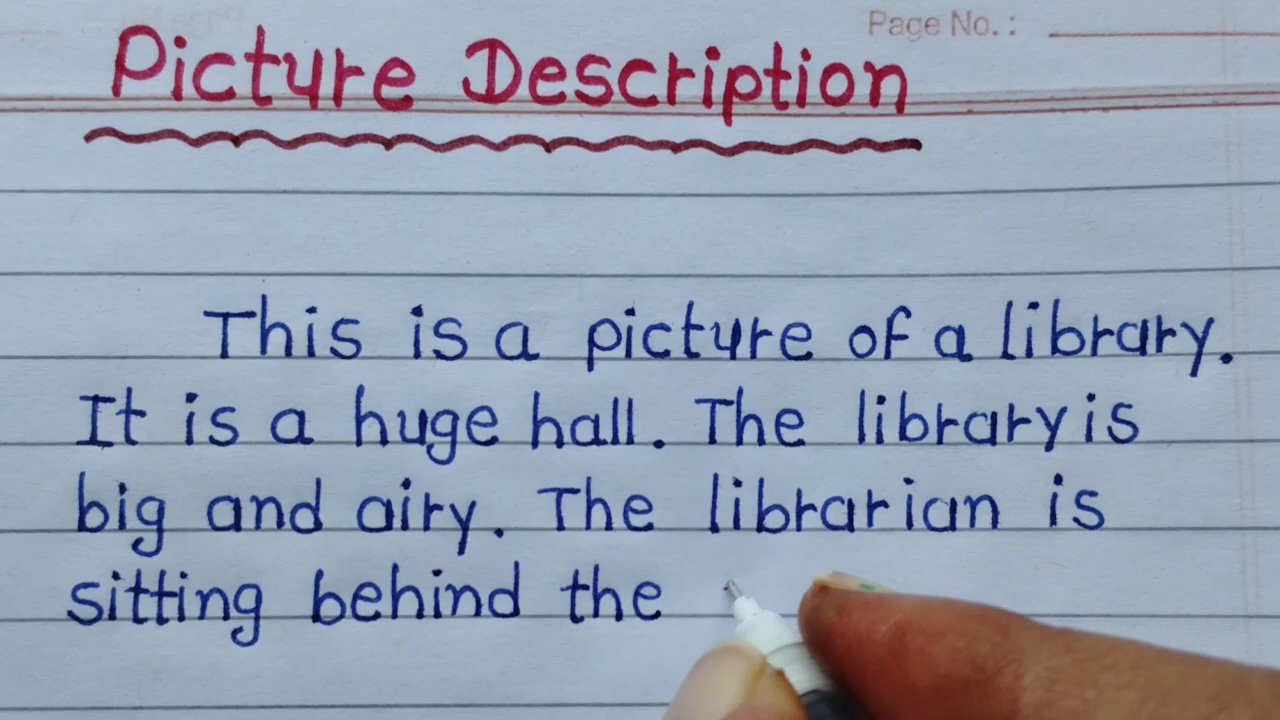 Page No. :
Picture Description
This is a picture of a library.
It is a huge hall. The library is
big and airy. The librarian is
sitting behind the